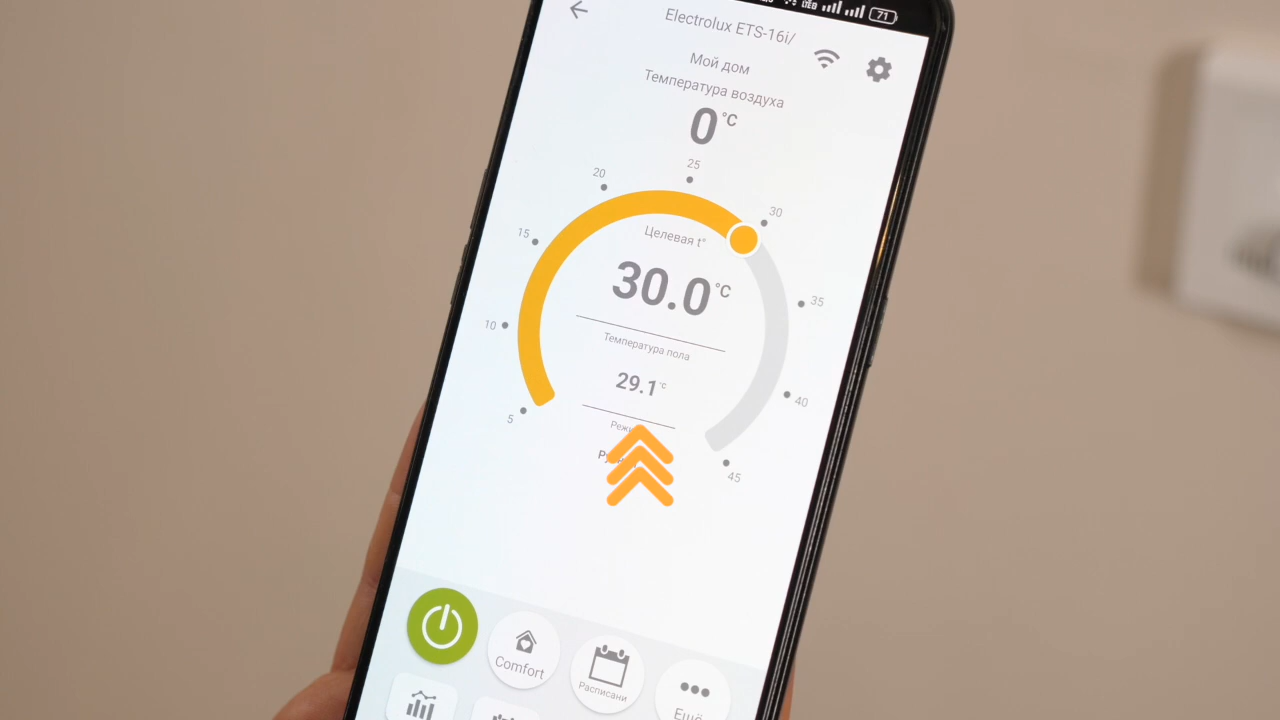 71
Electrolux ETS-16i/
Мой дом
Температура воздуха
0 °C
25
20
30
15
Целевая t°
30.0 °C
35
10
Температура пола
29.1 °C
40
5
45
Comfort
Расписани
Ещё